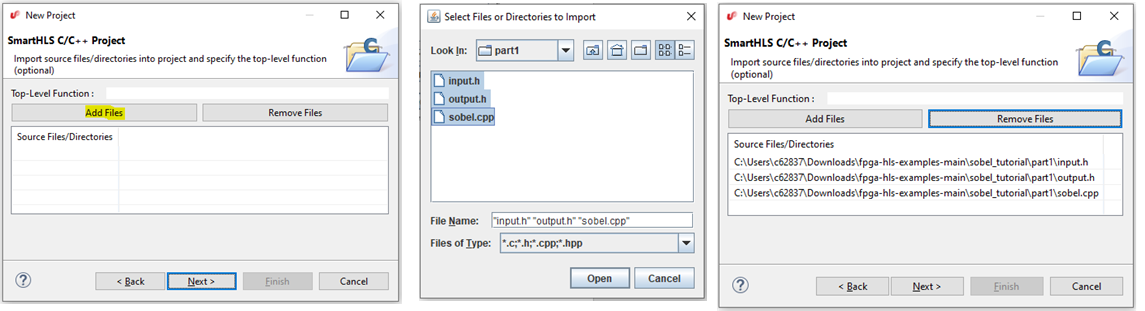 New Project
SmartHLS C/C++ Project
Import source files/directories into project and specify the top-level function
(optional)
Top-Level Function :
Add Files
Remove Files
Source Files/Directories
?
< Back
Next >
Finish
Cancel
Select Files or Directories to Import
Look In:
part1
input.h
output.h
sobel.cpp
File Name:
"input.h" "output.h" "sobel.cpp"
Files of Type:
*.c;*.h;*.cpp;*.hpp
Open
Cancel
New Project
SmartHLS C/C++ Project
Import source files/directories into project and specify the top-level function
(optional)
Top-Level Function :
Add Files
Remove Files
Source Files/Directories
C:\Users\c62837\Downloads\fpga-hls-examples-main\sobel_tutorial\part1\input.h
C:\Users\c62837\Downloads\fpga-hls-examples-main\sobel_tutorial\part1\output.h
C:\Users\c62837\Downloads\fpga-hls-examples-main\sobel_tutorial\part1\sobel.cpp
?
< Back
Next >
Finish
Cancel